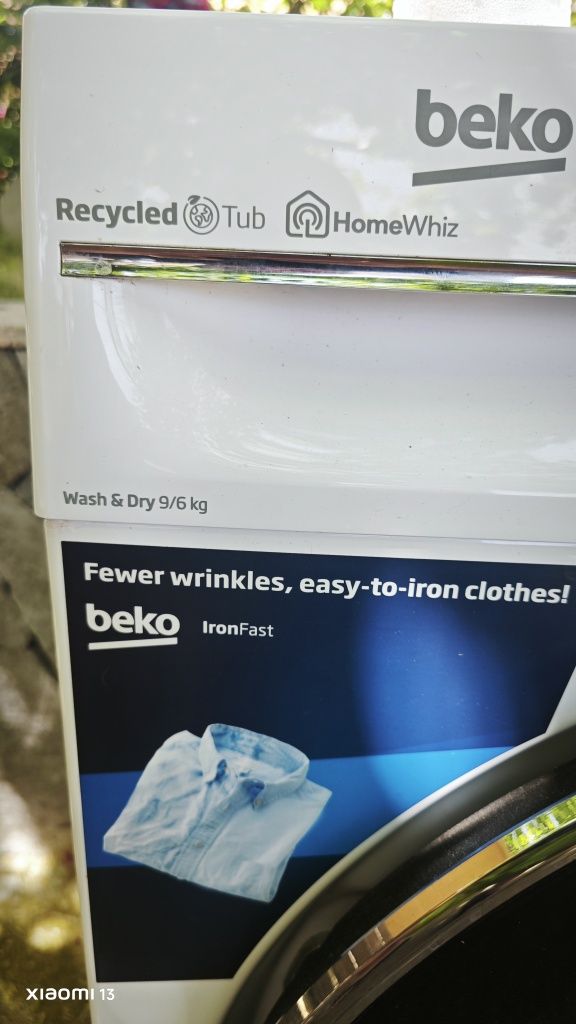 beko
Recycled Tub HomeWhiz
Wash & Dry 9/6 kg
Fewer wrinkles, easy-to-iron clothes!
beko IronFast
XIAOMI 13